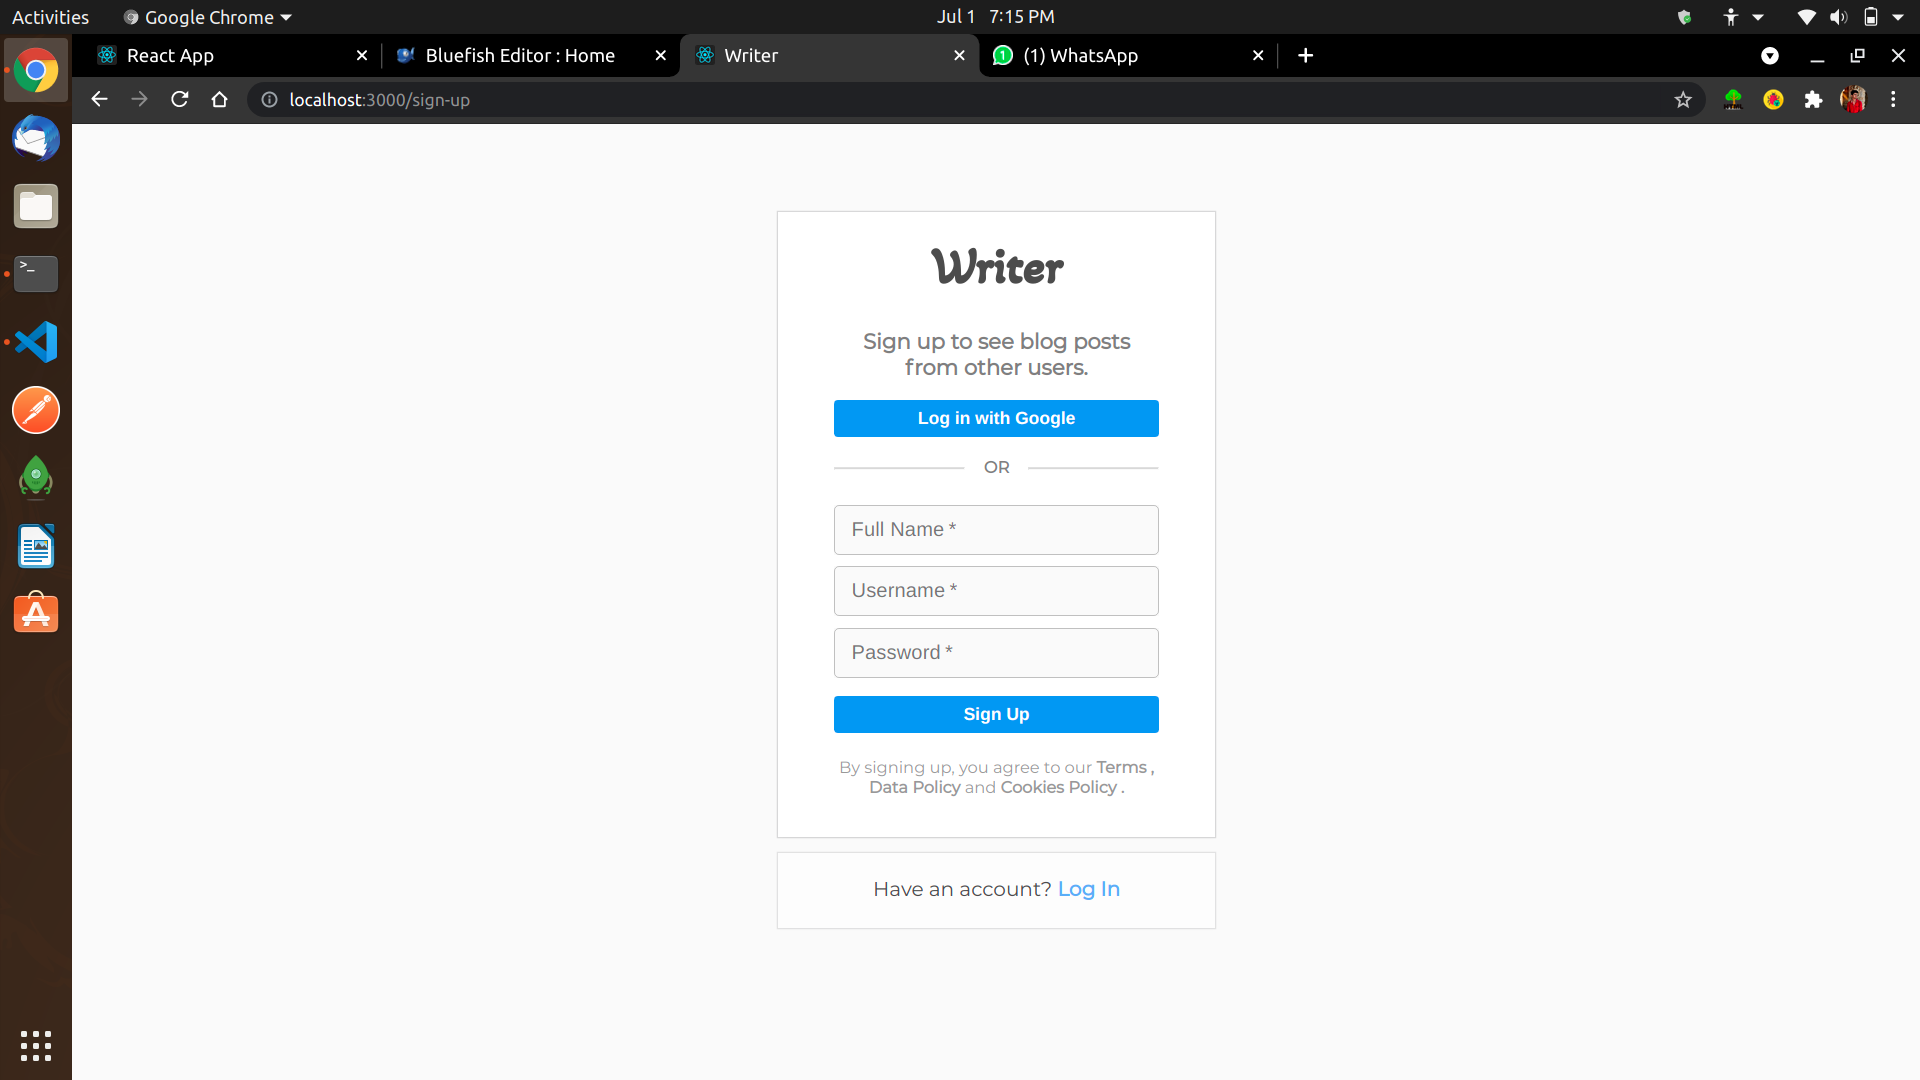 Activities
Google Chrome
Jul 1 7:15 PM
React App
Bluefish Editor : Home
Writer
1
(1) WhatsApp
localhost:3000/sign-up
>_
Writer
Sign up to see blog posts
from other users.
Log in with Google
OR
Full Name *
Username *
Password *
Sign Up
By signing up, you agree to our Terms ,
Data Policy and Cookies Policy .
Have an account? Log In